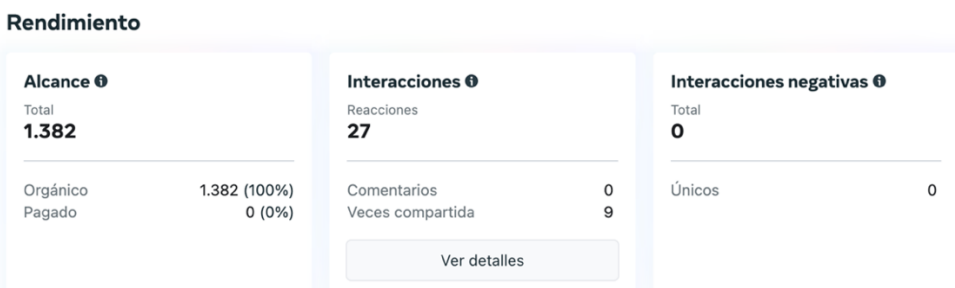 Rendimiento
Alcance
Total
1.382
Orgánico 1.382 (100%)
Pagado 0 (0%)
Interacciones
Reacciones
27
Comentarios 0
Veces compartida 9
Ver detalles
Interacciones negativas
Total
0
Únicos 0